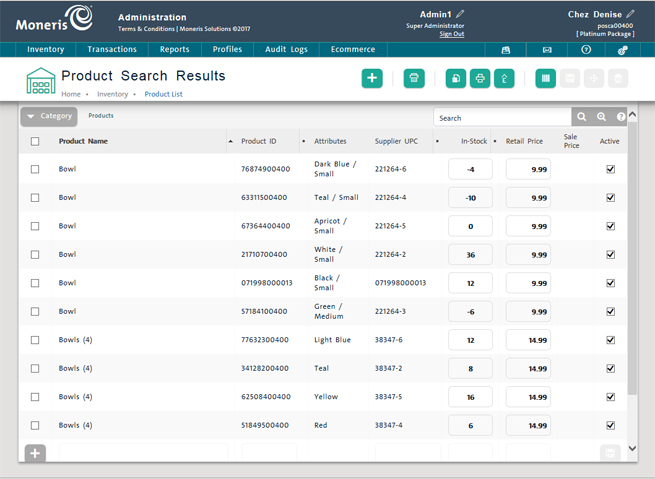 Moneris
Administration
Terms & Conditions | Moneris Solutions ©2017
Admin1
Super Administrator
Sign Out
Chez Denise
posca00400
[ Platinum Package ]
Inventory Transactions Reports Profiles Audit Logs Ecommerce
Product Search Results
Home • Inventory • Product List
Category Products Search
Product Name Product ID Attributes Supplier UPC In-Stock Retail Price Sale Price Active
Bowl 76874900400 Dark Blue / Small 221264-6 -4 9.99
Bowl 63311500400 Teal / Small 221264-4 -10 9.99
Bowl 67364400400 Apricot / Small 221264-5 0 9.99
Bowl 21710700400 White / Small 221264-2 36 9.99
Bowl 071998000013 Black / Small 071998000013 12 9.99
Bowl 57184100400 Green / Medium 221264-3 -6 9.99
Bowls (4) 77632300400 Light Blue 38347-6 12 14.99
Bowls (4) 34128200400 Teal 38347-2 8 14.99
Bowls (4) 62508400400 Yellow 38347-5 16 14.99
Bowls (4) 51849500400 Red 38347-4 6 14.99